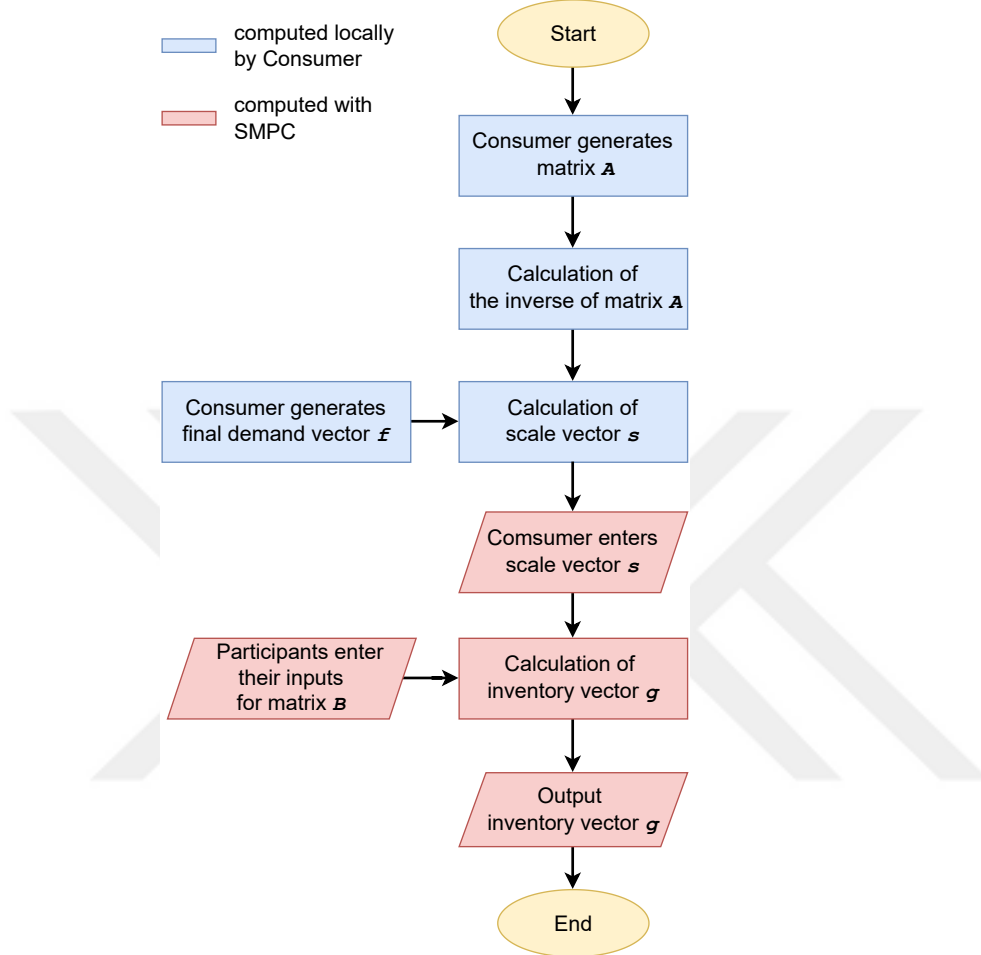 computed locally
by Consumer
computed with
SMPC
Start
Consumer generates
matrix A
Calculation of
the inverse of matrix A
Consumer generates
final demand vector f
Calculation of
scale vector s
Comsumer enters
scale vector s
Participants enter
their inputs
for matrix B
Calculation of
inventory vector g
Output
inventory vector g
End